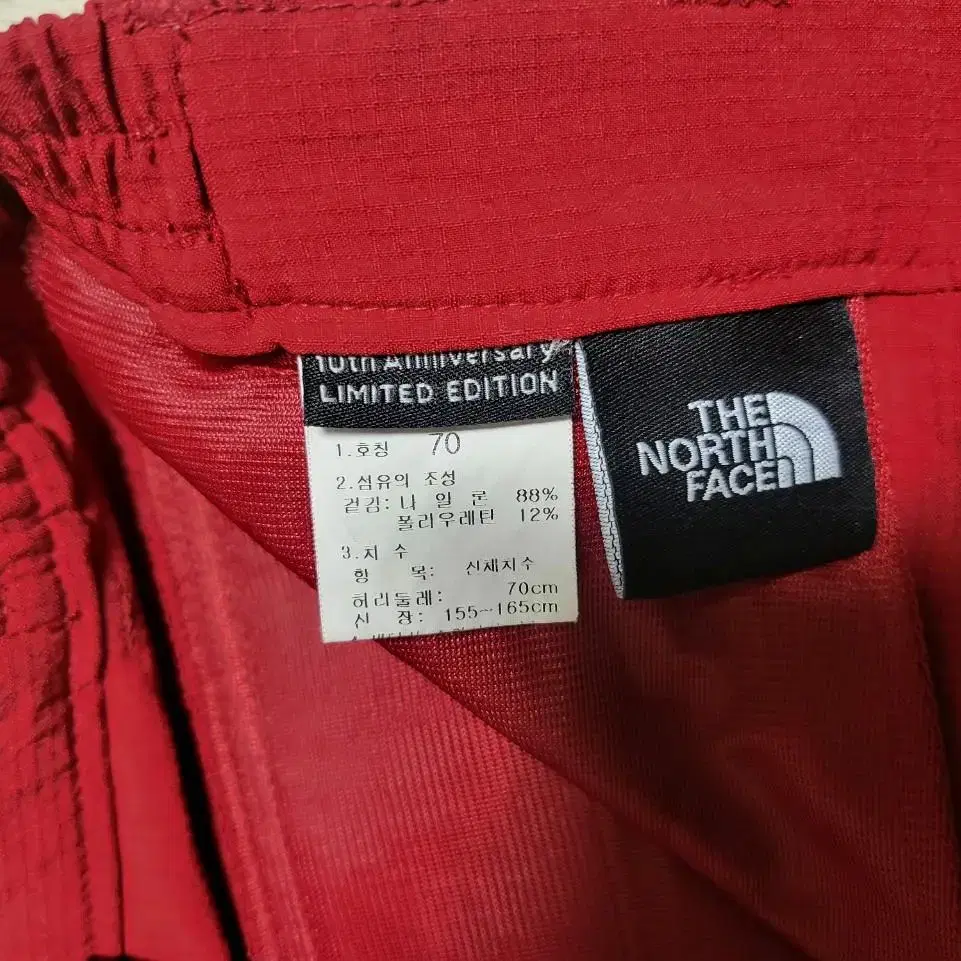 10th Anniversary
LIMITED EDITION
1.호칭 70
2.섬유의 조성
겉감: 나 일 론 88%
폴리우레탄 12%
3.치 수
항 목: 신체치수
허리둘레: 70cm
신 장: 155~165cm
THE
NORTH
FACE